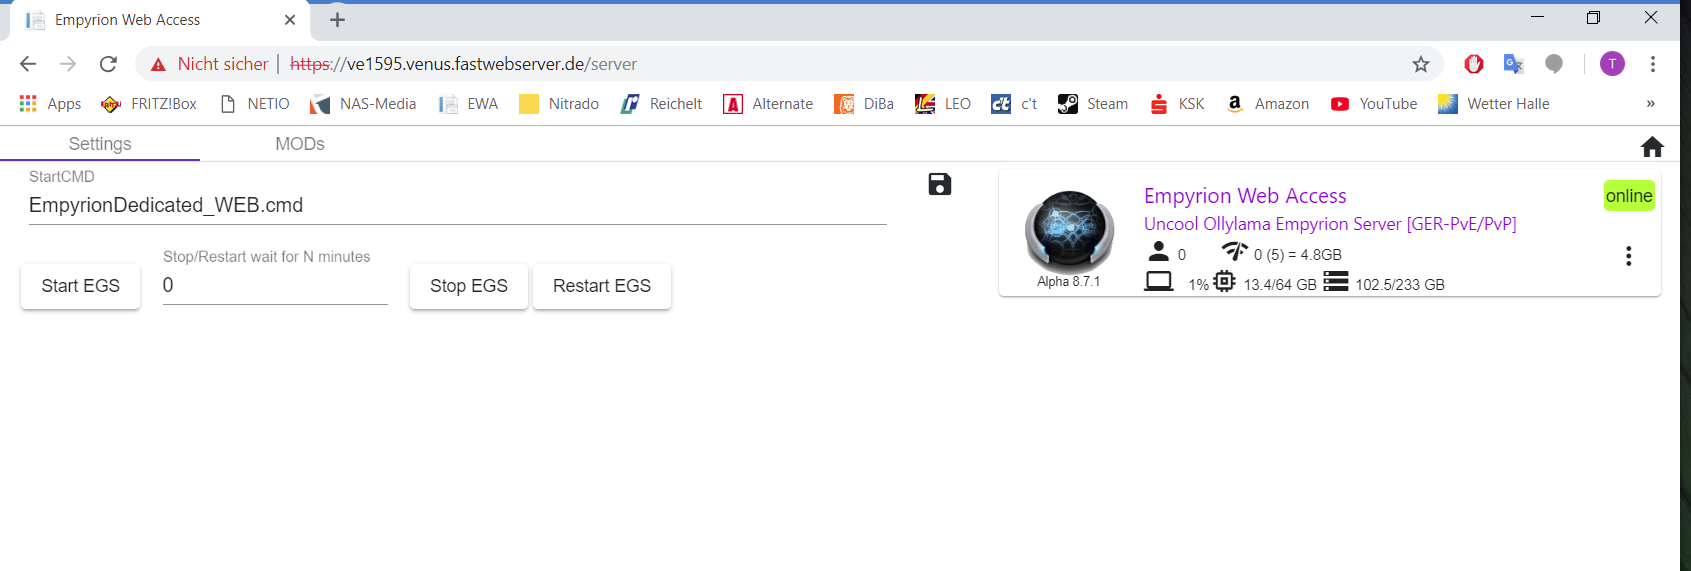 Empyrion Web Access
Nicht sicher | https://ve1595.venus.fastwebserver.de/server
T
Apps FRITZ!Box NETIO NAS-Media EWA Nitrado Reichelt A Alternate DiBa LEO c't c't Steam KSK a Amazon YouTube Wetter Halle »
Settings MODs
StartCMD
EmpyrionDedicated_WEB.cmd
Start EGS
Stop/Restart wait for N minutes
0
Stop EGS Restart EGS
Empyrion Web Access online
Uncool Ollylama Empyrion Server [GER-PvE/PvP]
0 0 (5) = 4.8GB
Alpha 8.7.1
1% 13.4/64 GB 102.5/233 GB